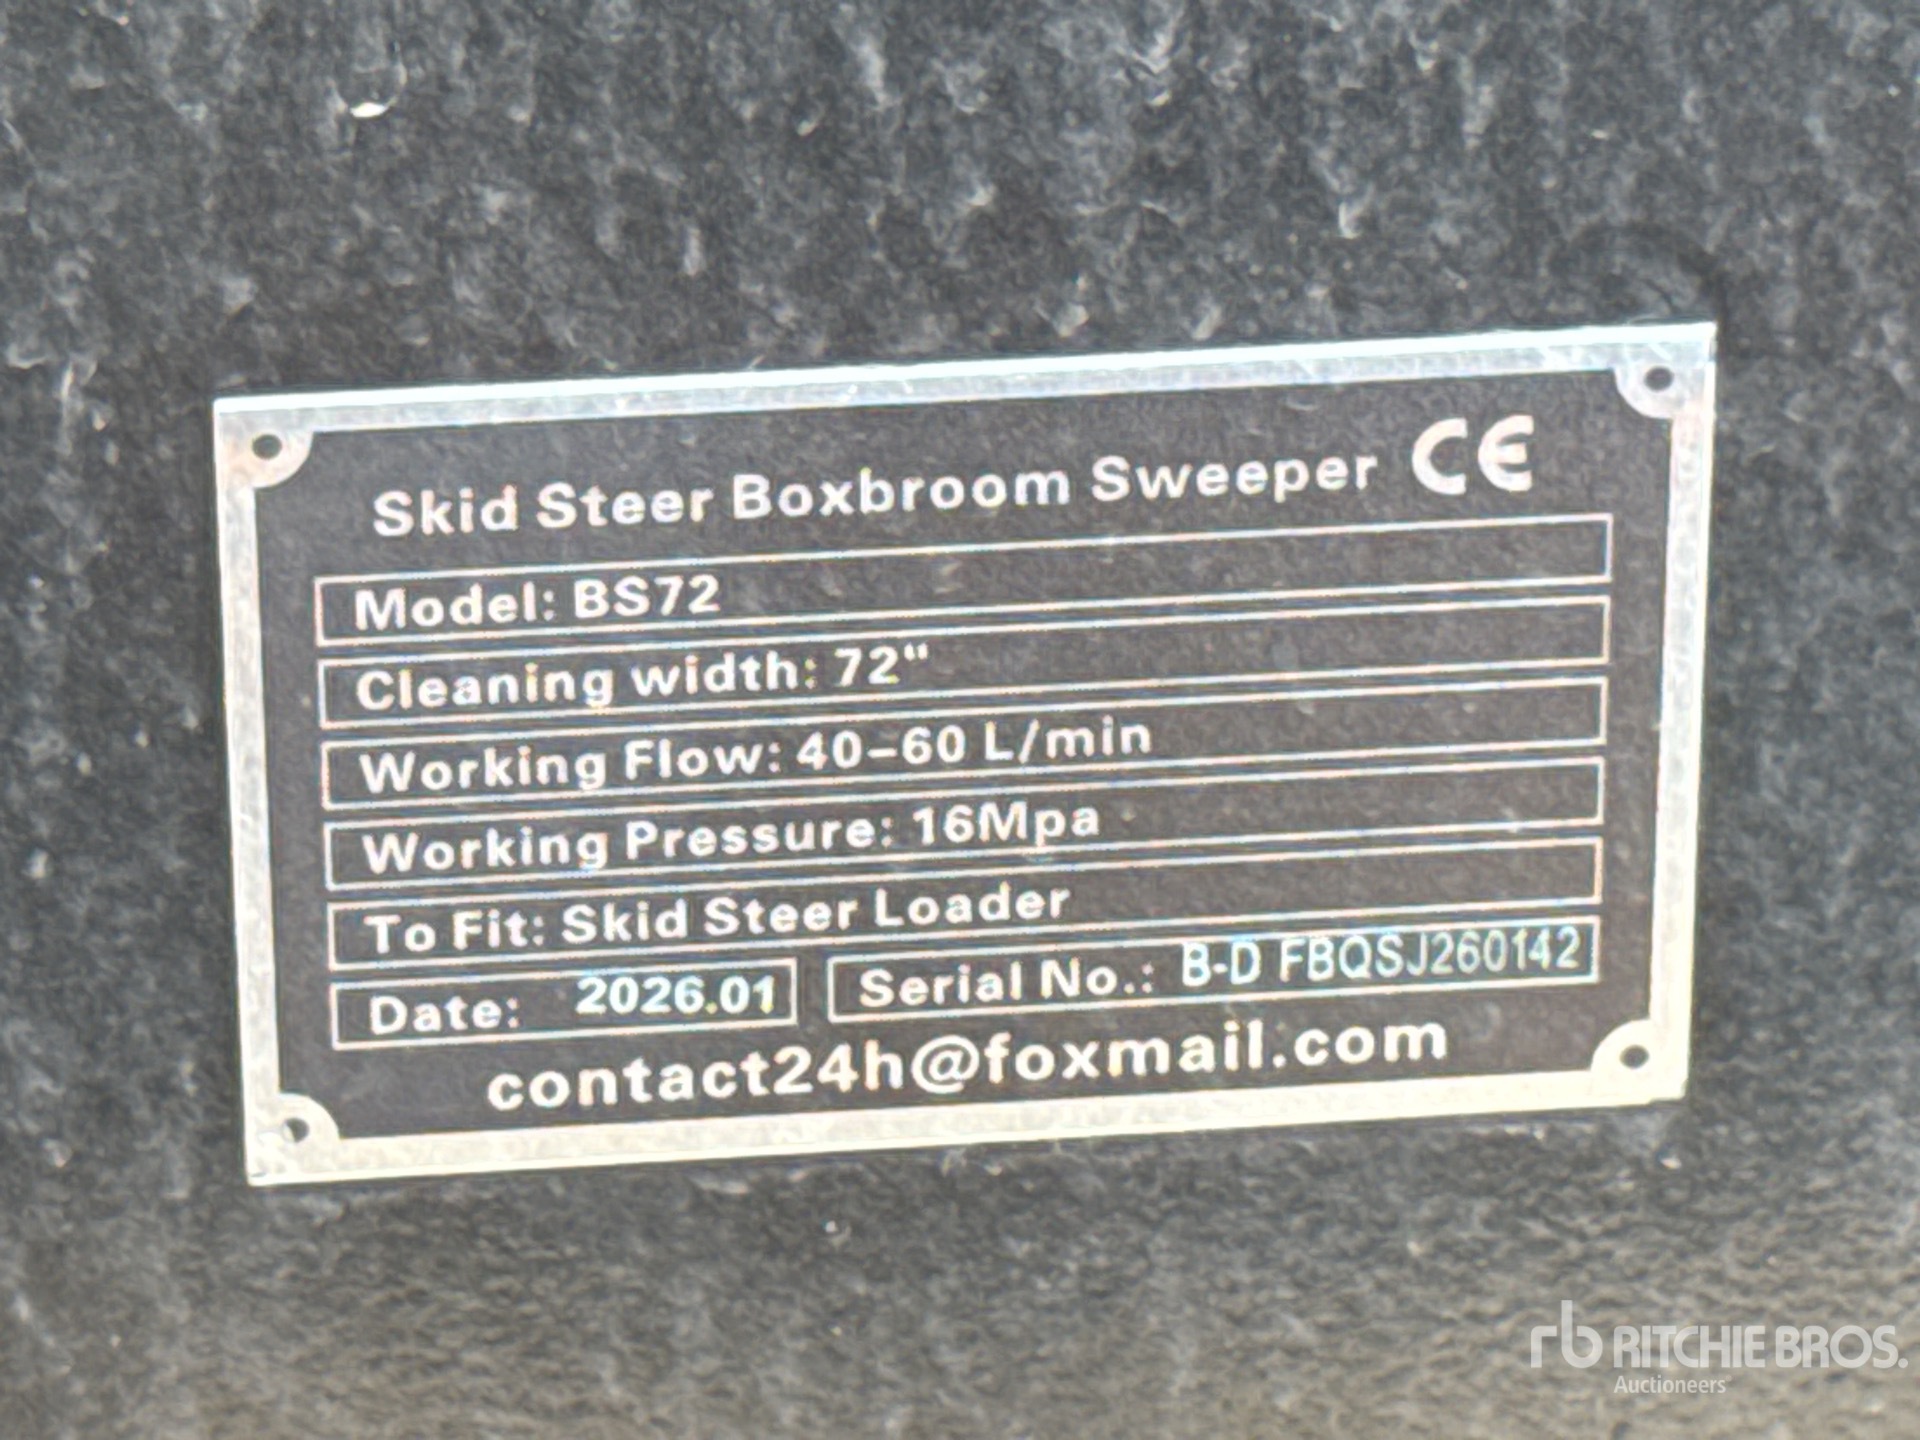 Skid Steer Boxbroom Sweeper CE
Model: BS72
Cleaning width: 72"
Working Flow: 40-60 L/min
Working Pressure: 16Mpa
To Fit: Skid Steer Loader
Date: 2026.01 Serial No.: B-D FBQSJ260142
contact24h@foxmail.com
rb RITCHIE BROS.
Auctioneers